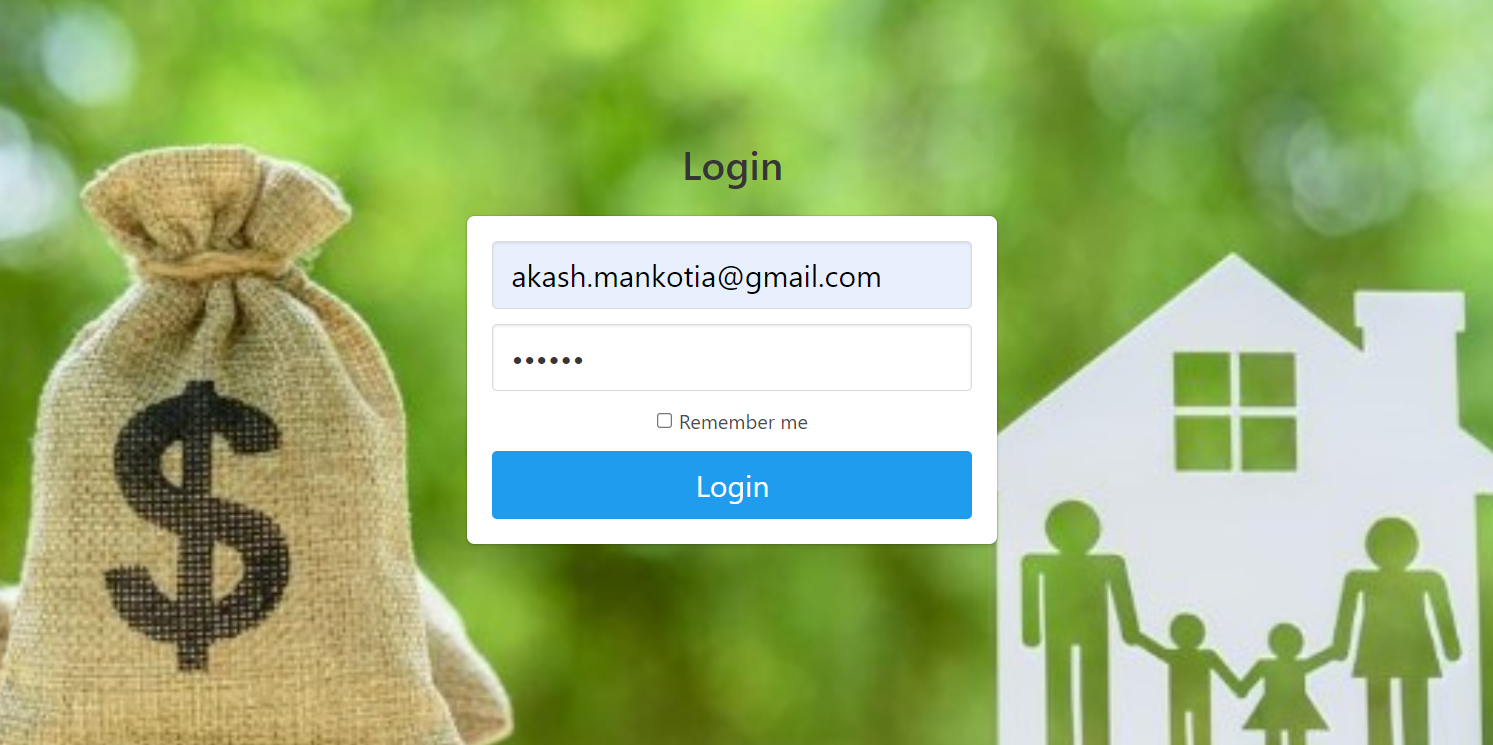 Login
akash.mankotia@gmail.com
••••••
Remember me
Login
$